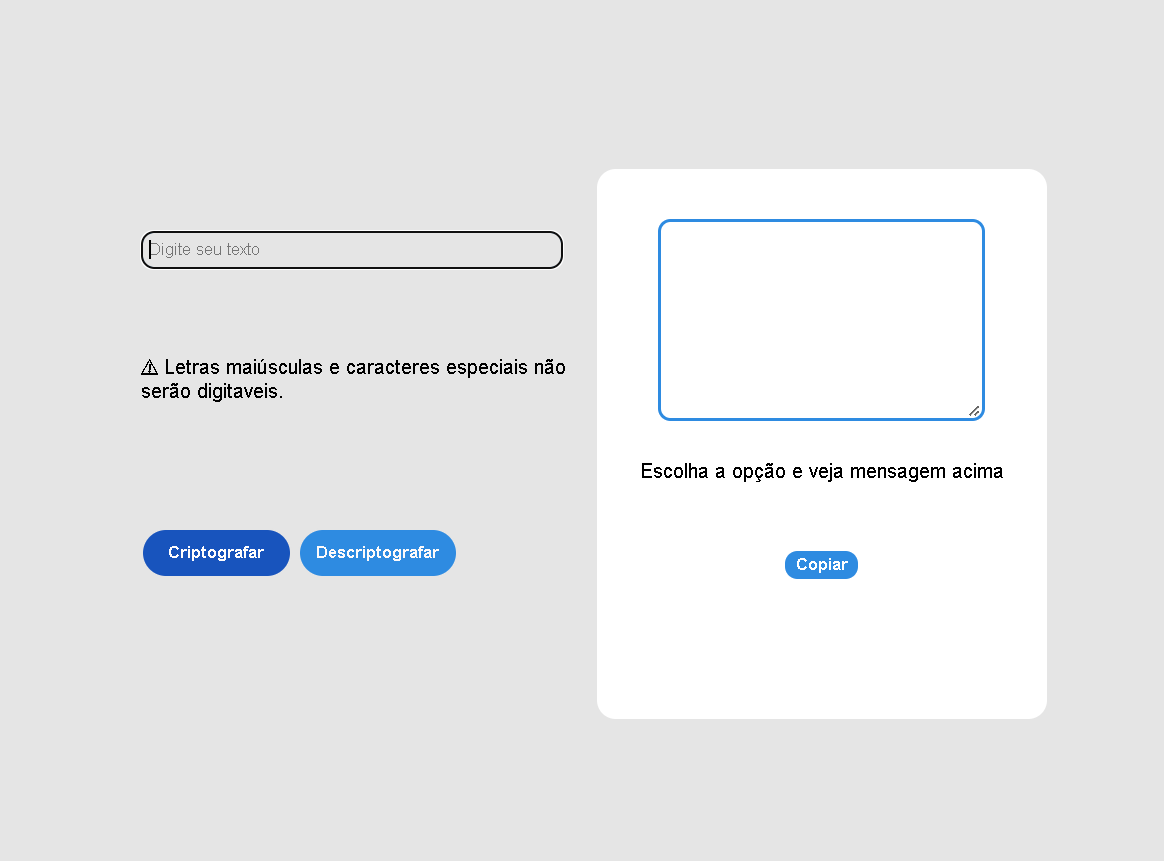 Digite seu texto
⚠ Letras maiúsculas e caracteres especiais não
serão digitaveis.
Criptografar
Descriptografar
Escolha a opção e veja mensagem acima
Copiar